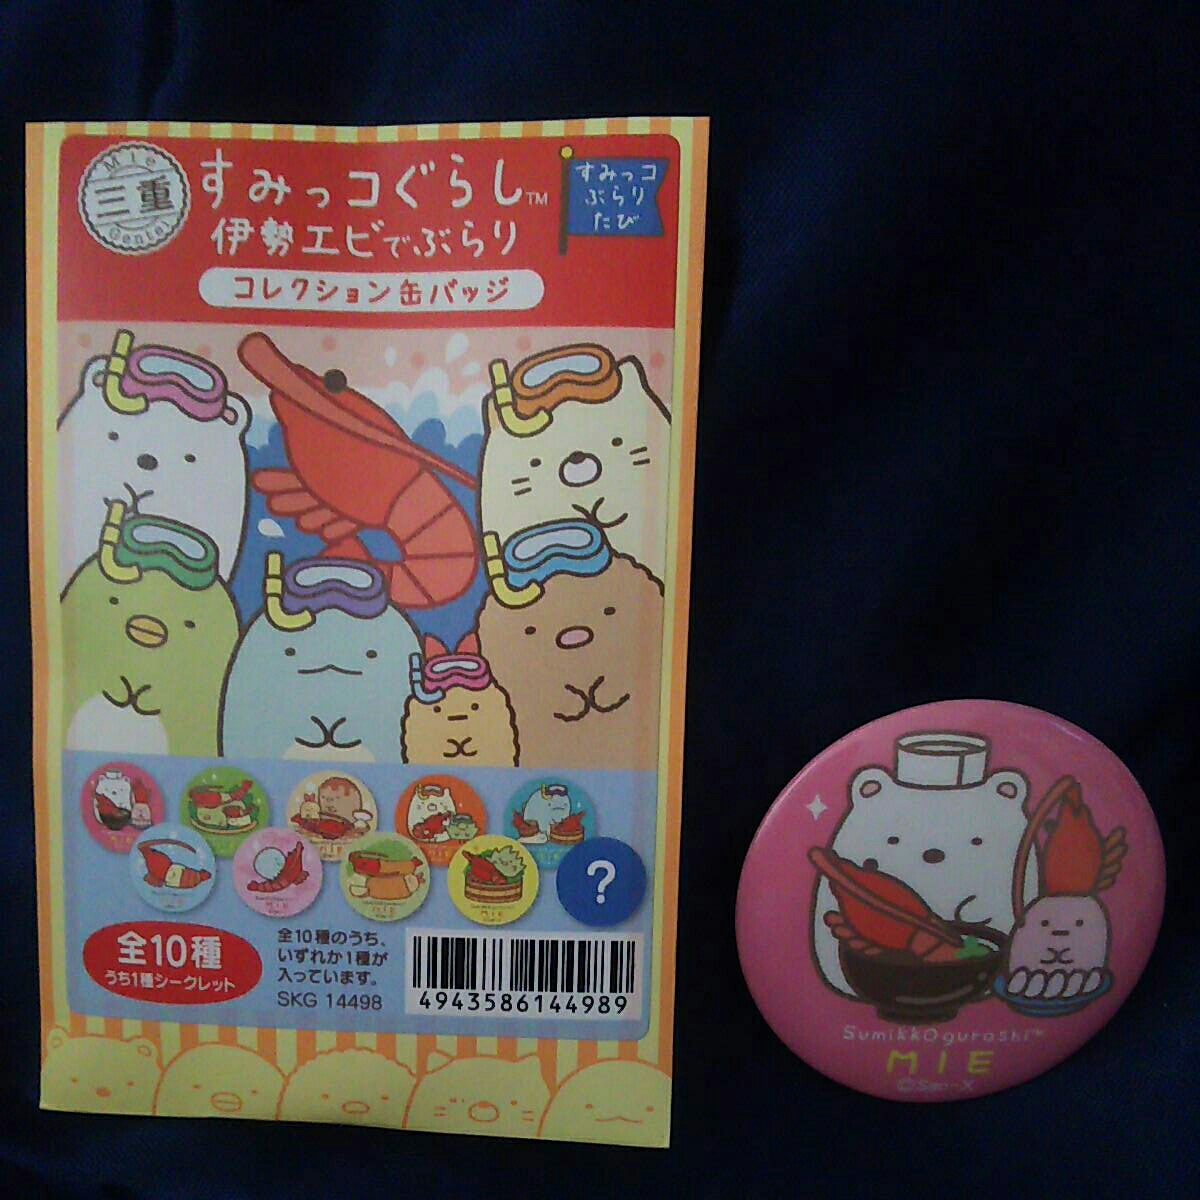 Mie
三重
Gentei
すみっコぐらし™
伊勢エビでぶらり
コレクション缶バッジ
すみっコ
ぶらり
たび
?
全10種
うち1種シークレット
全10種のうち、
いずれか1種が
入っています。
SKG 14498
4943586144989
MIE
MIE
Sumikkogurashi™
MIE
©San-X